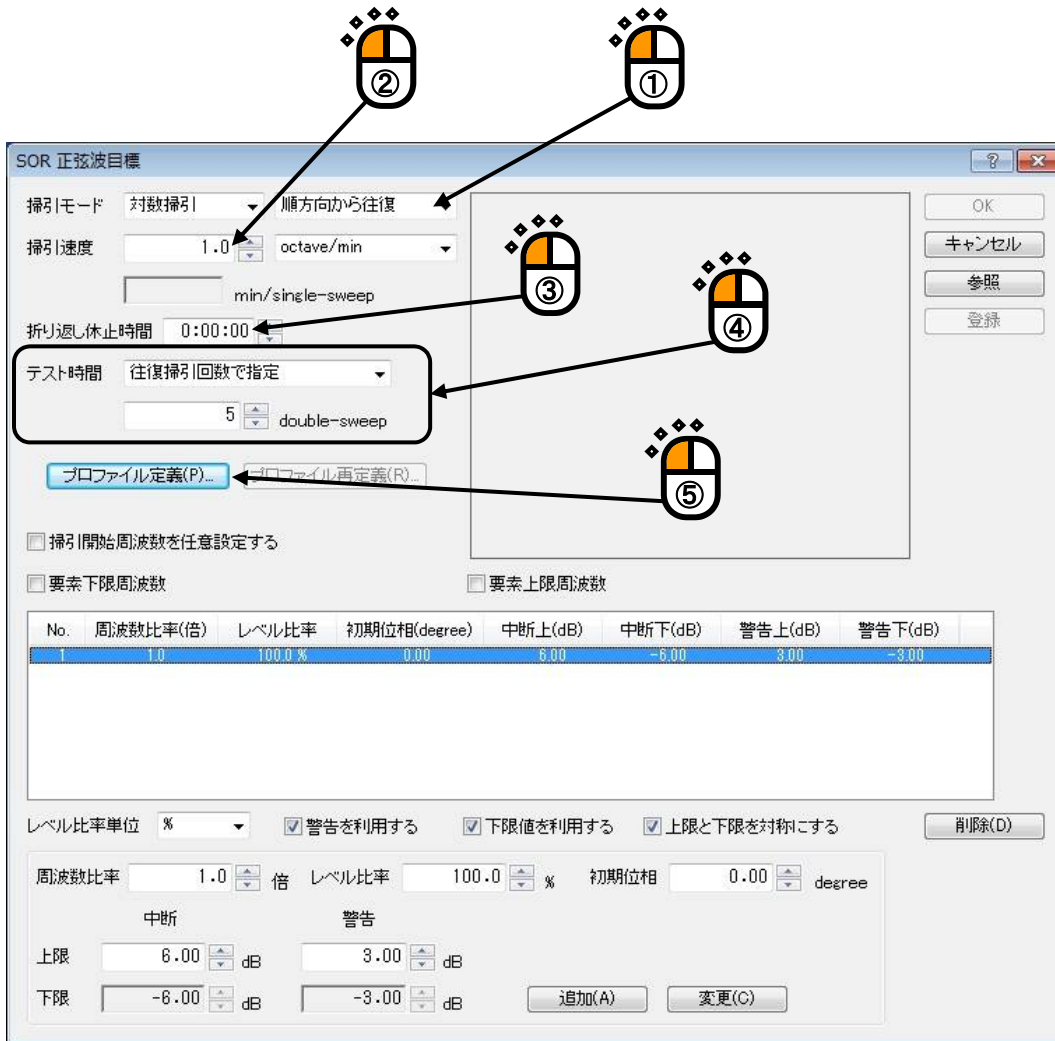 ② ①
SOR 正弦波目標
掃引モード 対数掃引 順方向から往復 OK
掃引速度 1.0 octave/min キャンセル
min/single-sweep ③ 参照
折り返し休止時間 0:00:00 ④ 登録
テスト時間 往復掃引回数で指定
5 double-sweep
プロファイル定義(P)... プロファイル再定義(R)... ⑤
掃引開始周波数を任意設定する
要素下限周波数 要素上限周波数
No. 周波数比率(倍) レベル比率 初期位相(degree) 中断上(dB) 中断下(dB) 警告上(dB) 警告下(dB)
1 1.0 100.0 % 0.00 6.00 -6.00 3.00 -3.00
レベル比率単位 % 警告を利用する 下限値を利用する 上限と下限を対称にする 削除(D)
周波数比率 1.0 倍 レベル比率 100.0 % 初期位相 0.00 degree
中断 警告
上限 6.00 dB 3.00 dB
下限 -6.00 dB -3.00 dB 追加(A) 変更(C)